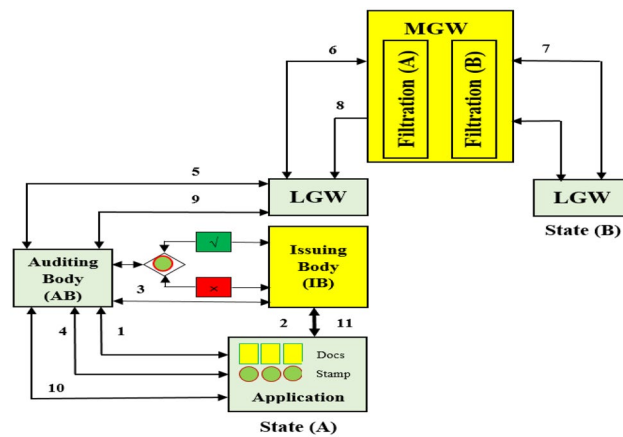 MGW
6
7
Filtration (A)
Filtration (B)
8
5
LGW
LGW
9
State (B)
√
Auditing
Body
(AB)
Issuing
Body
(IB)
3
×
4
1
2
11
Docs
Stamp
10
Application
State (A)